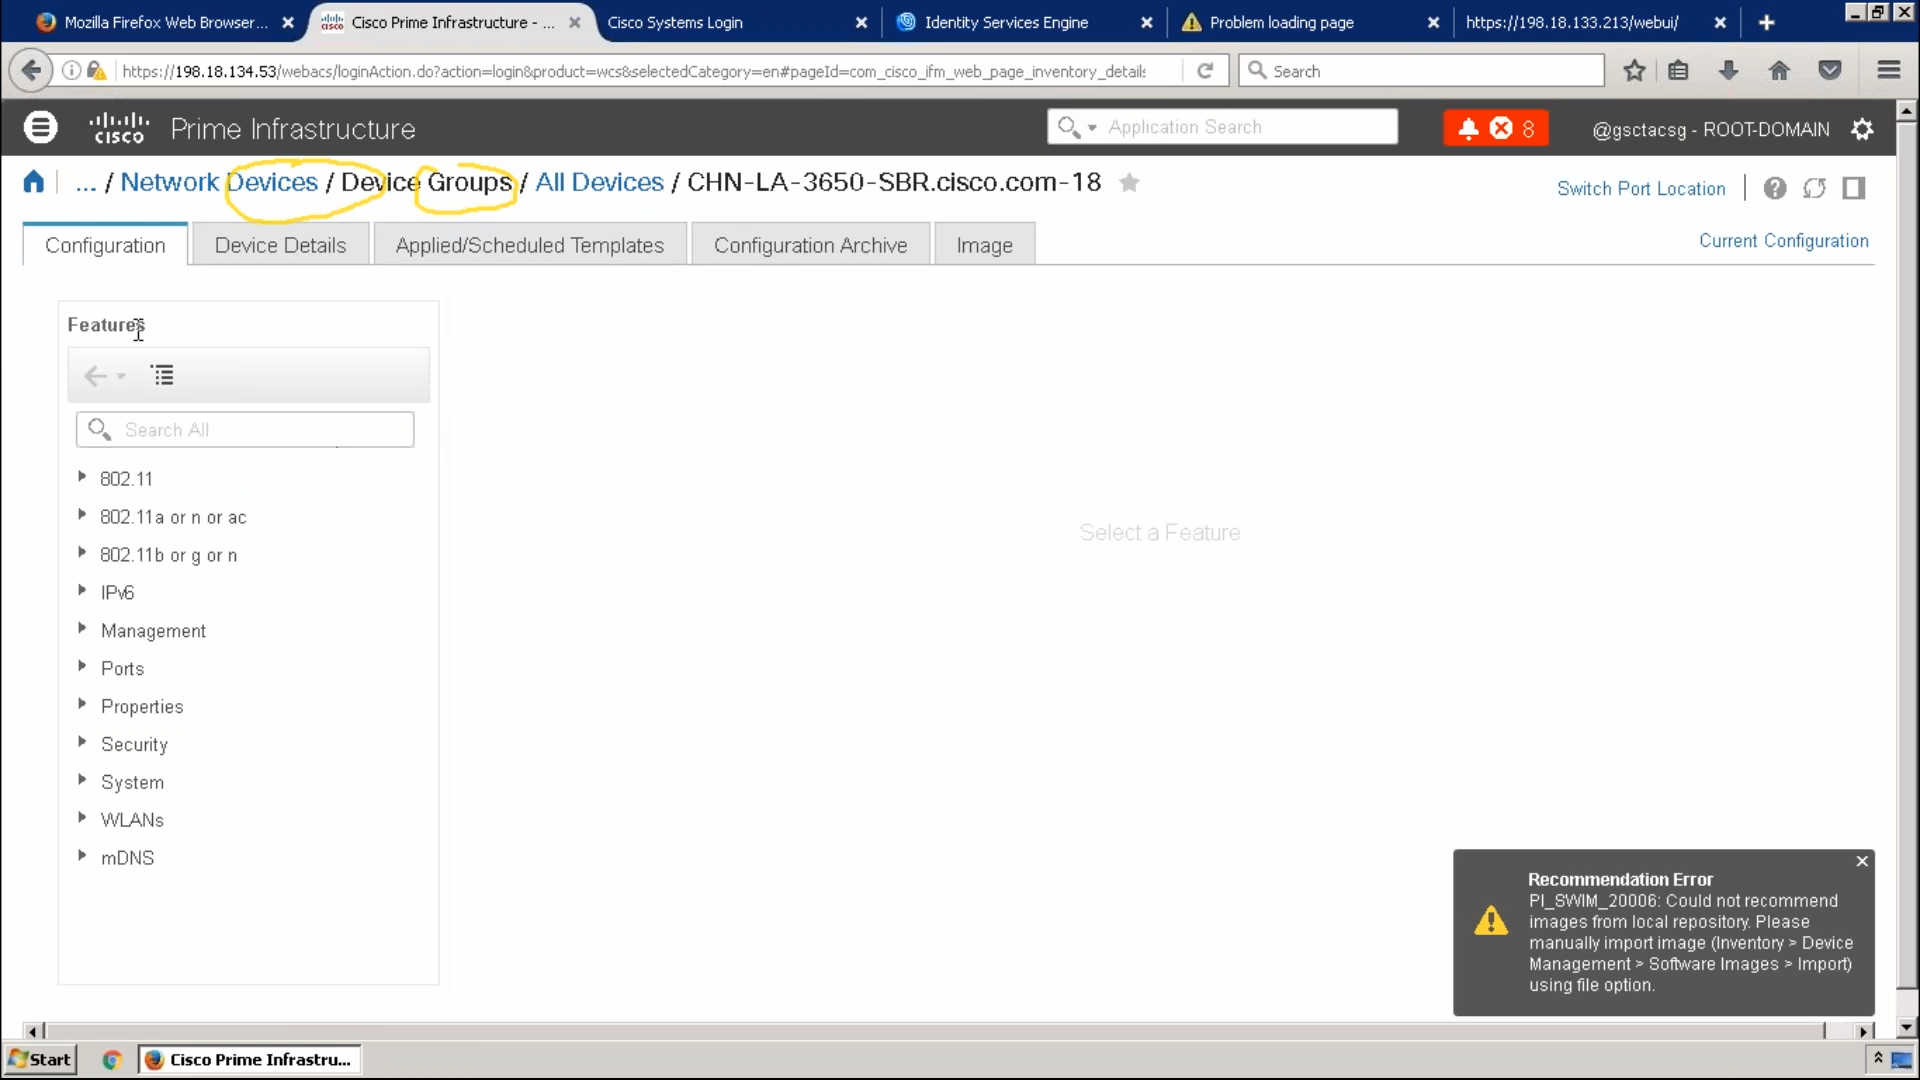 Mozilla Firefox Web Browser... Cisco Prime Infrastructure - ... Cisco Systems Login Identity Services Engine Problem loading page https://198.18.133.213/webui/
https://198.18.134.53/webacs/loginAction.do?action=login&product=wcs&selectedCategory=en#pageId=com_cisco_ifm_web_page_inventory_details Search
cisco Prime Infrastructure Application Search 8 @gsctacsg - ROOT-DOMAIN
... / Network Devices / Device Groups / All Devices / CHN-LA-3650-SBR.cisco.com-18 Switch Port Location
Configuration Device Details Applied/Scheduled Templates Configuration Archive Image Current Configuration
Features
Search All
802.11
802.11a or n or ac
802.11b or g or n
Select a Feature
IPv6
Management
Ports
Properties
Security
System
WLANs
mDNS
Recommendation Error
PI_SWIM_20006: Could not recommend
images from local repository. Please
manually import image (Inventory > Device
Management > Software Images > Import)
using file option.
Start Cisco Prime Infrastru...